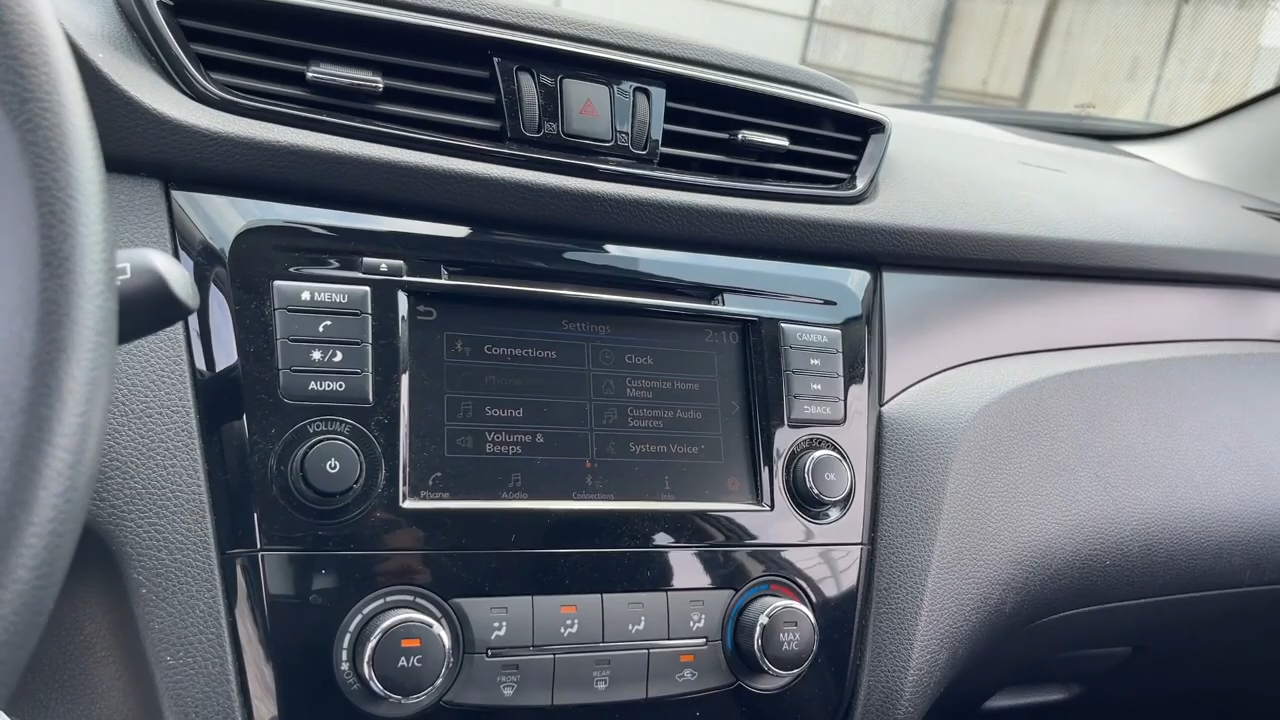 MENU
AUDIO
VOLUME
Settings
2:10
Connections
Clock
Phone
Customize Home
Menu
Sound
Customize Audio
Sources
Volume &
Beeps
System Voice
Phone
Audio
Connections
Info
CAMERA
BACK
TUNE-SCROLL
OK
A/C
OFF
FRONT
REAR
MAX
A/C